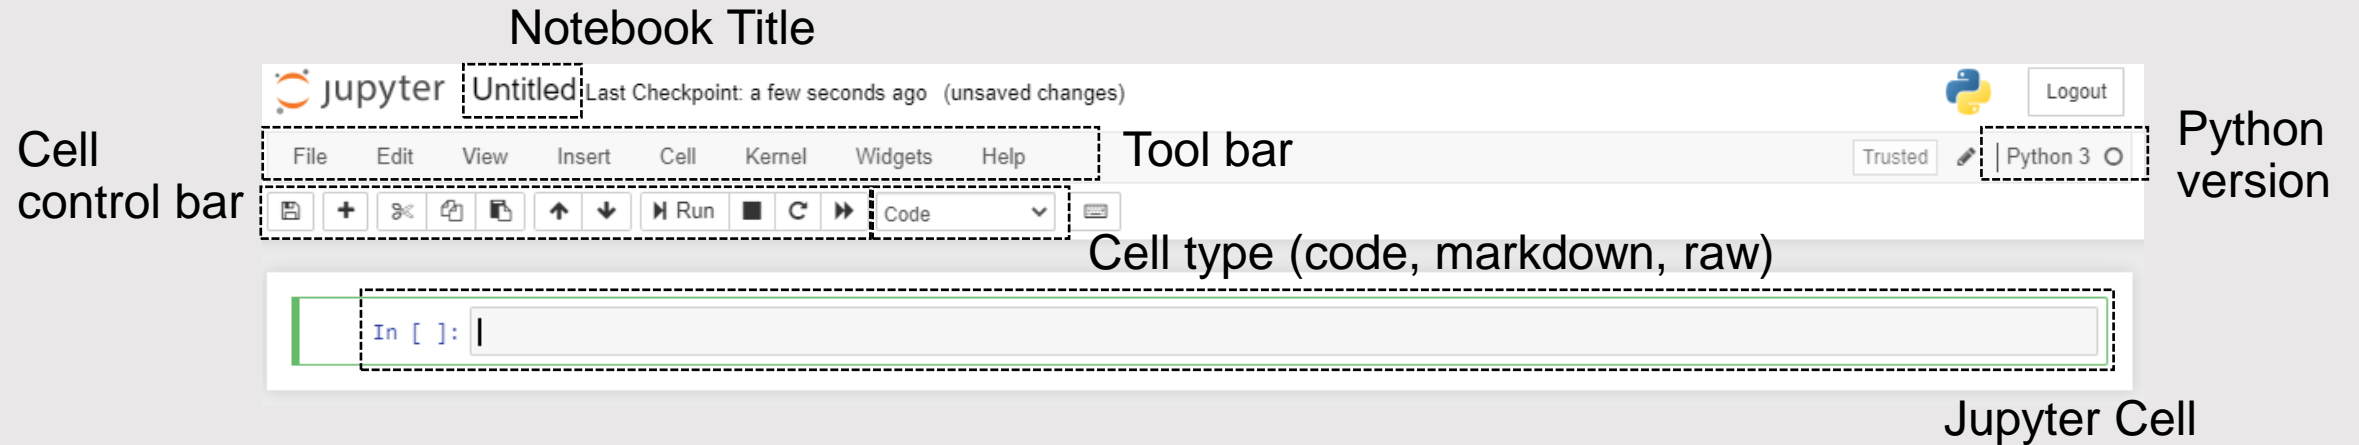 Notebook Title
jupyter Untitled Last Checkpoint: a few seconds ago (unsaved changes) Logout
Cell
control bar
File Edit View Insert Cell Kernel Widgets Help
Tool bar
Trusted Python 3
Python
version
Run Code
Cell type (code, markdown, raw)
In [ ]:
Jupyter Cell